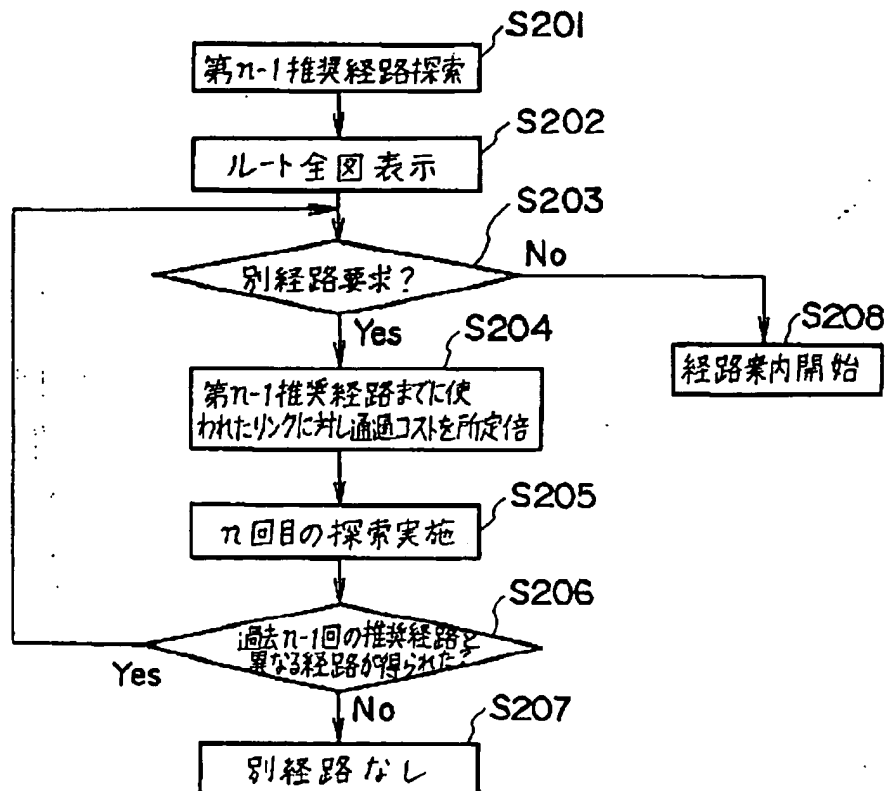 S201
第n-1推奨経路探索
S202
ルート全図表示
S203
別経路要求?
No
Yes
S204
S208
経路案内開始
第n-1推奨経路までに使
われたリンクに対し通過コストを所定倍
S205
n回目の探索実施
S206
過去n-1回の推奨経路と
異なる経路が得られた?
Yes
No
S207
別経路なし